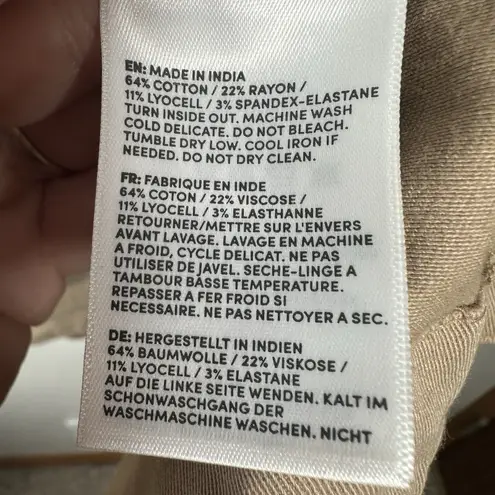 EN: MADE IN INDIA
64% COTTON / 22% RAYON /
11% LYOCELL / 3% SPANDEX-ELASTANE
TURN INSIDE OUT. MACHINE WASH
COLD DELICATE. DO NOT BLEACH.
TUMBLE DRY LOW. COOL IRON IF
NEEDED. DO NOT DRY CLEAN.
FR: FABRIQUE EN INDE
64% COTON / 22% VISCOSE /
11% LYOCELL / 3% ELASTHANNE
RETOURNER/METTRE SUR L'ENVERS
AVANT LAVAGE. LAVAGE EN MACHINE
A FROID, CYCLE DELICAT. NE PAS
UTILISER DE JAVEL. SECHE-LINGE A
TAMBOUR BASSE TEMPERATURE.
REPASSER A FER FROID SI
NECESSAIRE. NE PAS NETTOYER A SEC.
DE: HERGESTELLT IN INDIEN
64% BAUMWOLLE / 22% VISKOSE /
11% LYOCELL / 3% ELASTANE
AUF DIE LINKE SEITE WENDEN. KALT IM
SCHONWASCHGANG DER
WASCHMASCHINE WASCHEN. NICHT